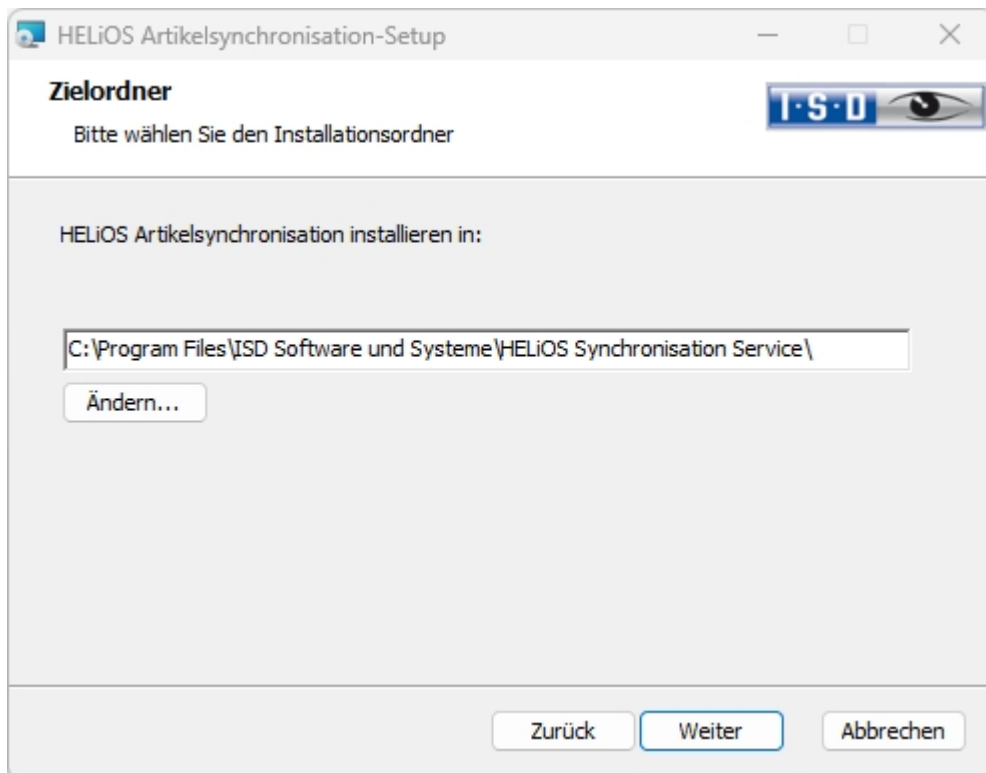 HELiOS Artikelsynchronisation-Setup
Zielordner
I·S·D
Bitte wählen Sie den Installationsordner
HELiOS Artikelsynchronisation installieren in:
C:\Program Files\ISD Software und Systeme\HELiOS Synchronisation Service\
Ändern...
Zurück Weiter Abbrechen